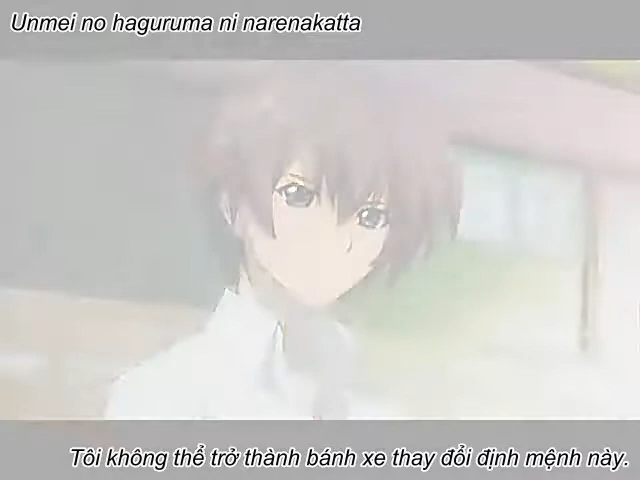 Unmei no haguruma ni narenakatta
Tôi không thể trở thành bánh xe thay đổi định mệnh này.